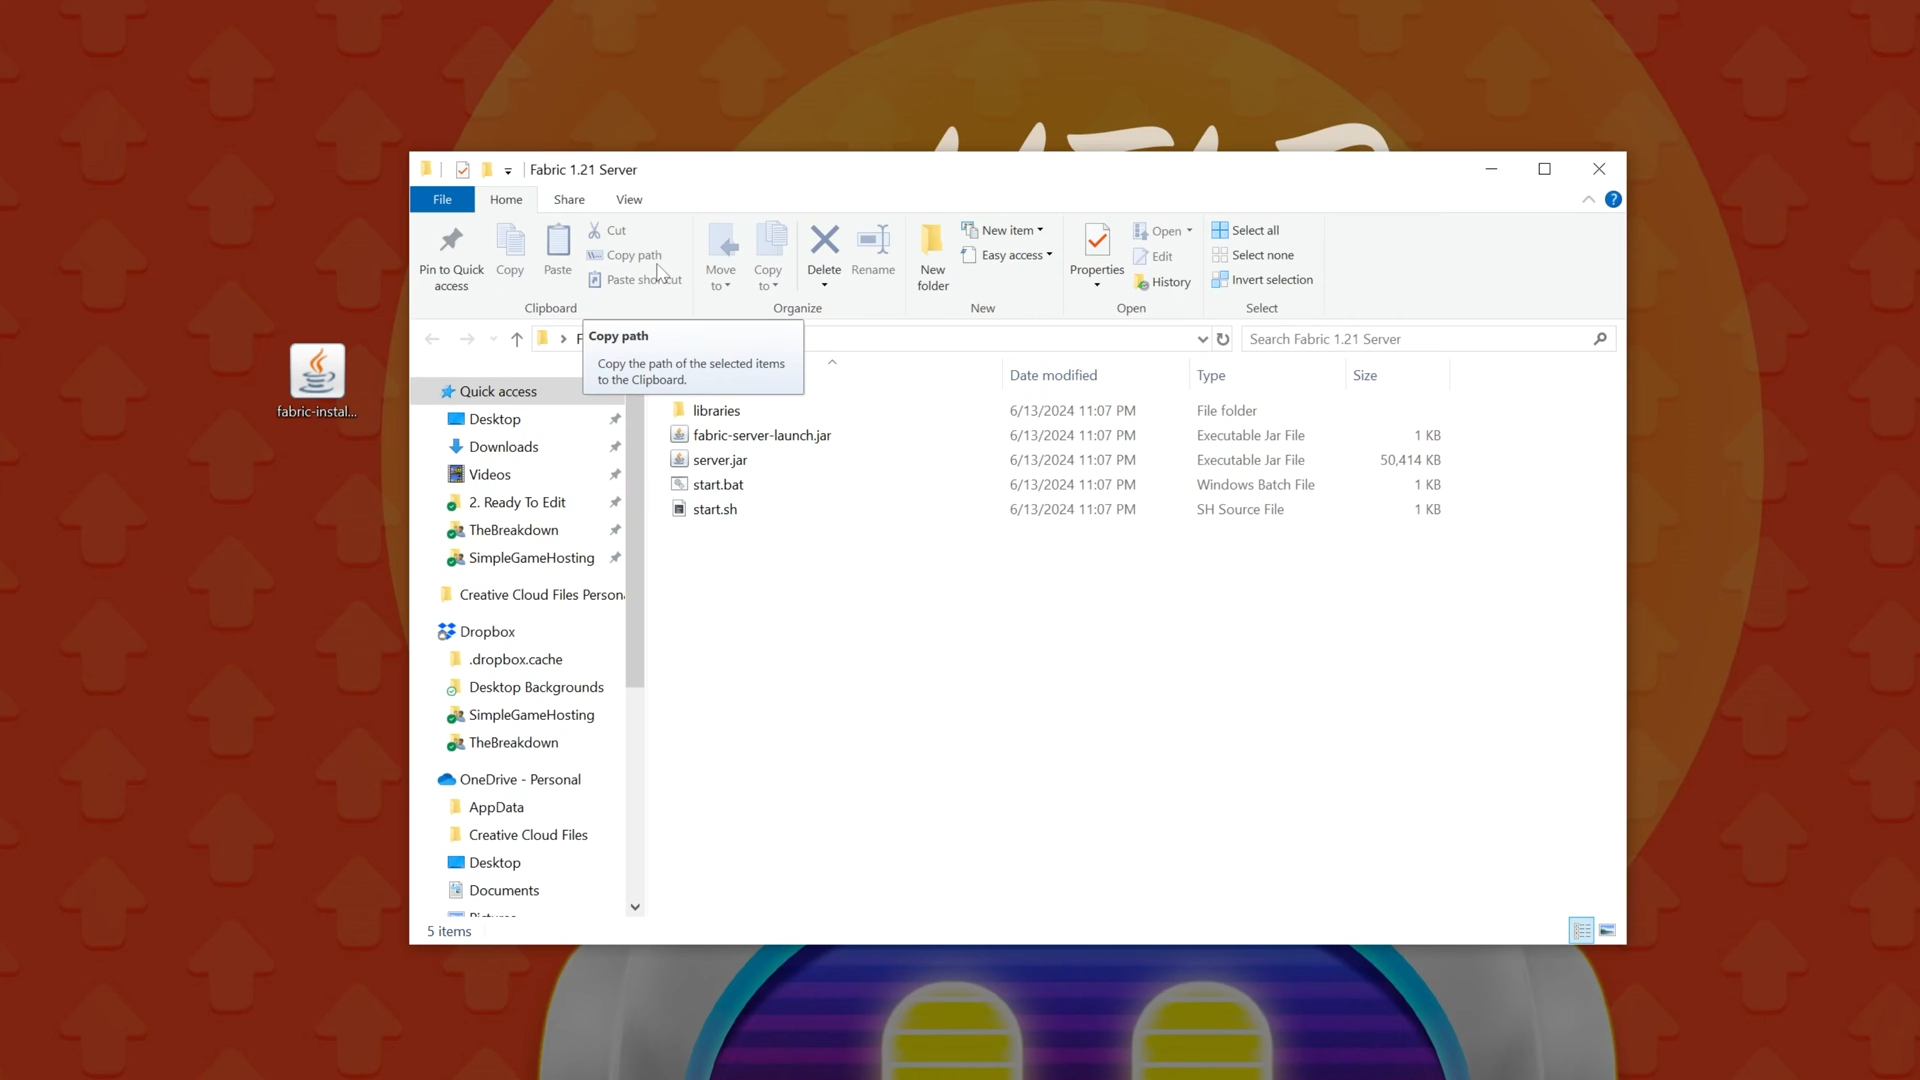 Fabric 1.21 Server
File Home Share View
Pin to Quick access
Copy
Paste
Cut
Copy path
Paste shortcut
Clipboard
Move to
Copy to
Delete
Rename
Organize
New folder
New item
Easy access
New
Properties
Open
Edit
History
Open
Select all
Select none
Invert selection
Select
Search Fabric 1.21 Server
Copy path
Copy the path of the selected items
to the Clipboard.
Date modified Type Size
fabric-instal...
Quick access
Desktop
Downloads
Videos
2. Ready To Edit
TheBreakdown
SimpleGameHosting
Creative Cloud Files Person
Dropbox
.dropbox.cache
Desktop Backgrounds
SimpleGameHosting
TheBreakdown
OneDrive - Personal
AppData
Creative Cloud Files
Desktop
Documents
libraries 6/13/2024 11:07 PM File folder
fabric-server-launch.jar 6/13/2024 11:07 PM Executable Jar File 1 KB
server.jar 6/13/2024 11:07 PM Executable Jar File 50,414 KB
start.bat 6/13/2024 11:07 PM Windows Batch File 1 KB
start.sh 6/13/2024 11:07 PM SH Source File 1 KB
5 items